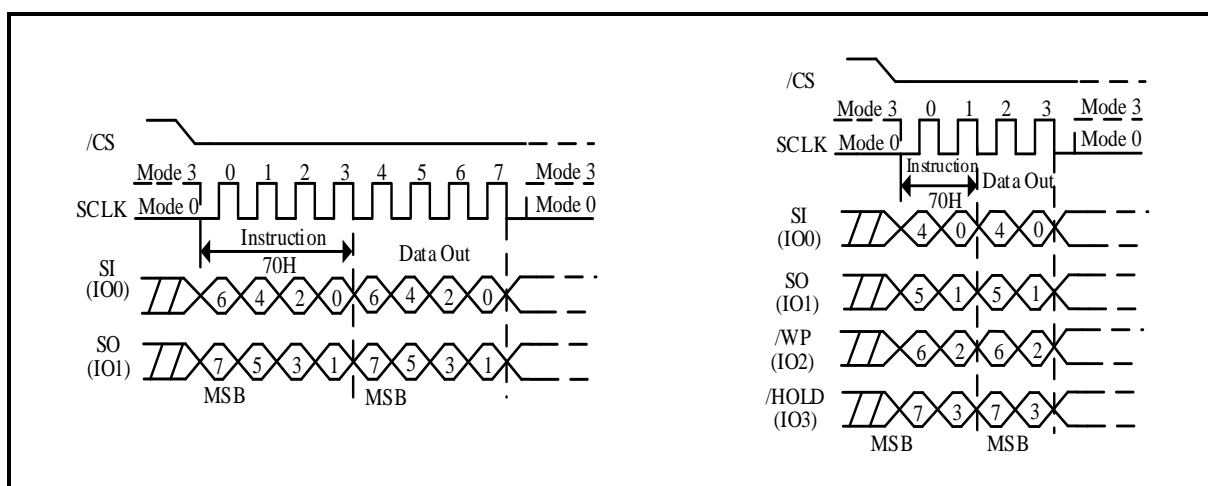 /CS
Mode 3 0 1 2 3 4 5 6 7 Mode 3
SCLK Mode 0 Mode 0
Instruction
70H Data Out
SI
(IO0) 6 4 2 0 6 4 2 0
SO
(IO1) 7 5 3 1 7 5 3 1
MSB MSB
/CS
Mode 3 0 1 2 3 Mode 3
SCLK Mode 0 Mode 0
Instruction Data Out
70H
SI
(IO0) 4 0 4 0
SO
(IO1) 5 1 5 1
/WP
(IO2) 6 2 6 2
/HOLD
(IO3) 7 3 7 3
MSB MSB